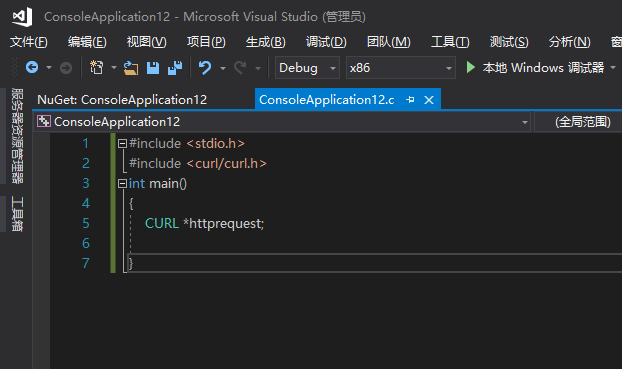 ConsoleApplication12 - Microsoft Visual Studio (管理员)
文件(F) 编辑(E) 视图(V) 项目(P) 生成(B) 调试(D) 团队(M) 工具(T) 测试(S) 分析(N)
Debug x86 本地 Windows 调试器
服务器资源管理器
工具箱
NuGet: ConsoleApplication12 ConsoleApplication12.c
ConsoleApplication12 (全局范围)
1 #include <stdio.h>
2 #include <curl/curl.h>
3 int main()
4 {
5 CURL *httprequest;
6
7 }